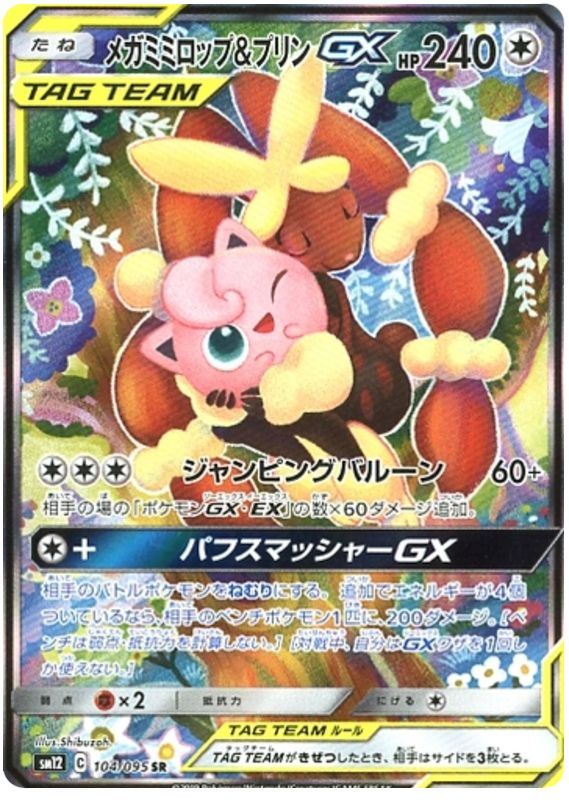 たね メガミミロップ&プリンGX HP240
TAG TEAM
ジャンピングバルーン 60+
相手の場の「ポケモンGX・EX」の数×60ダメージ追加。
+ パフスマッシャーGX
相手のバトルポケモンをねむりにする。追加でエネルギーが4個
ついているなら、相手のベンチポケモン1匹に、200ダメージ。[ベ
ンチは弱点・抵抗力を計算しない。][対戦中、自分はGXワザを1回し
か使えない。]
弱点 ×2 抵抗力 にげる
illus. Shibuzoh.
TAG TEAM ルール
sm12 C 104/095 SR
TAG TEAMがきぜつしたとき、相手はサイドを3枚とる。